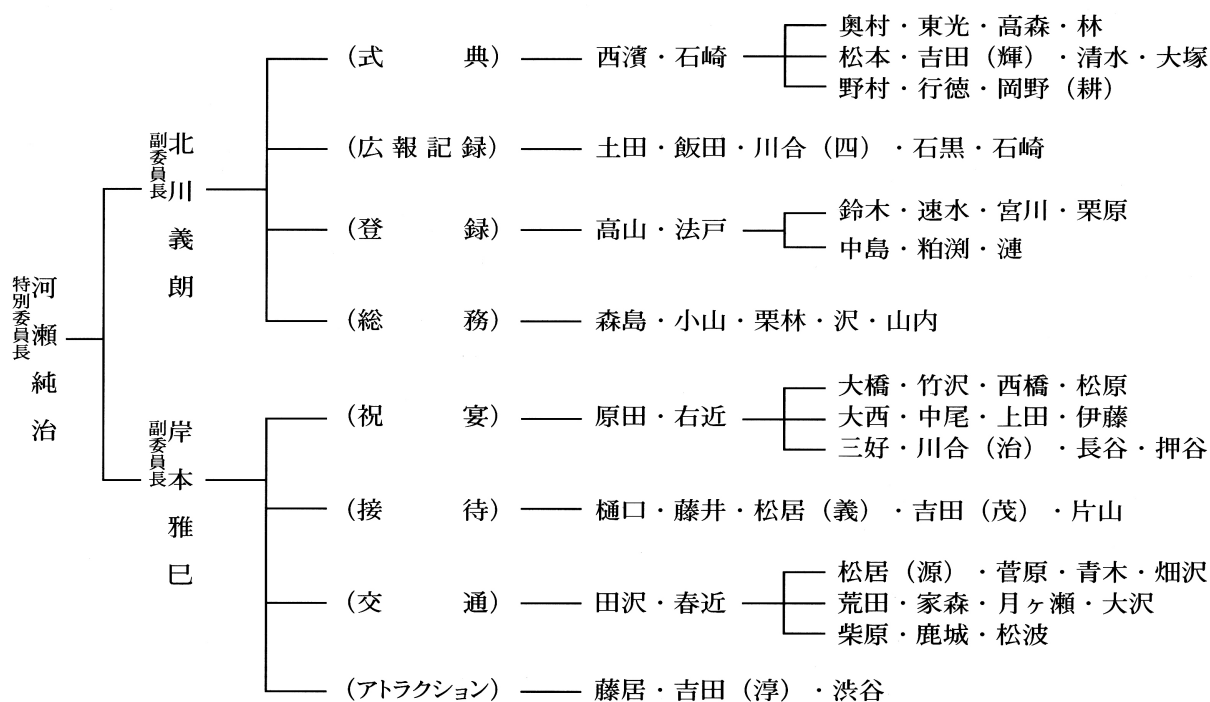 特別委員長
河瀬純治
副委員長
北川義朗
(式典)
西濱・石崎
奥村・東光・高森・林
松本・吉田(輝)・清水・大塚
野村・行徳・岡野(耕)
(広報記録)
土田・飯田・川合(四)・石黒・石崎
(登録)
高山・法戸
鈴木・速水・宮川・栗原
中島・粕渕・漣
(総務)
森島・小山・栗林・沢・山内
副委員長
岸本雅巳
(祝宴)
原田・右近
大橋・竹沢・西橋・松原
大西・中尾・上田・伊藤
三好・川合(治)・長谷・押谷
(接待)
樋口・藤井・松居(義)・吉田(茂)・片山
(交通)
田沢・春近
松居(源)・菅原・青木・畑沢
荒田・家森・月ヶ瀬・大沢
柴原・鹿城・松波
(アトラクション)
藤居・吉田(淳)・渋谷